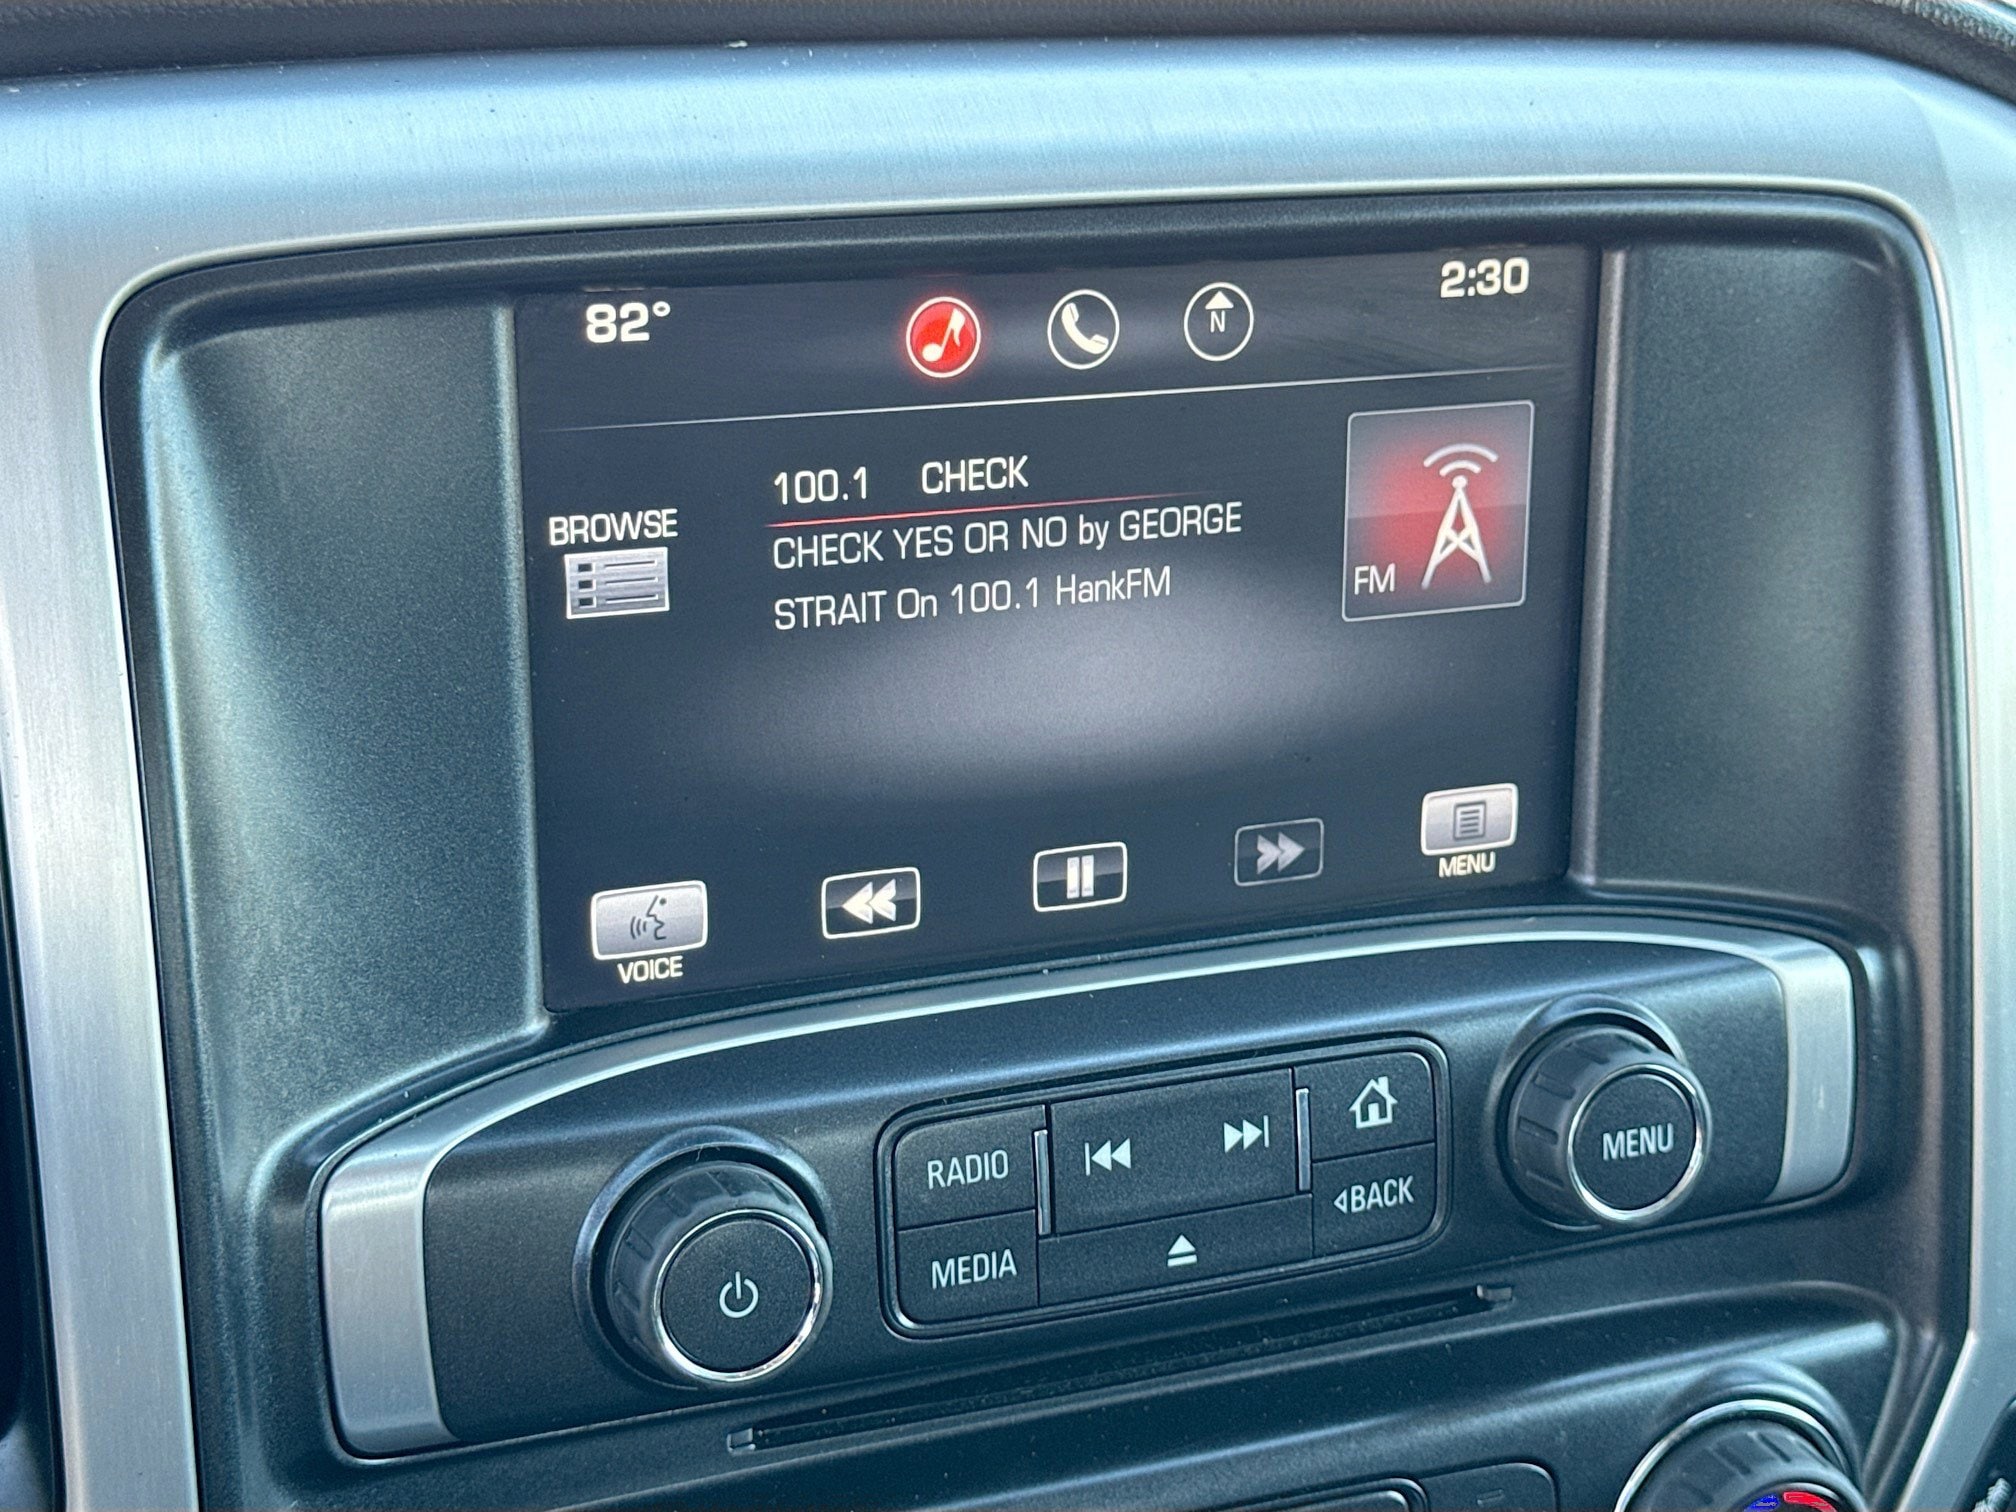 82°
N
2:30
100.1 CHECK
CHECK YES OR NO by GEORGE
STRAIT On 100.1 HankFM
BROWSE
FM
VOICE
MENU
RADIO
MEDIA
BACK
MENU